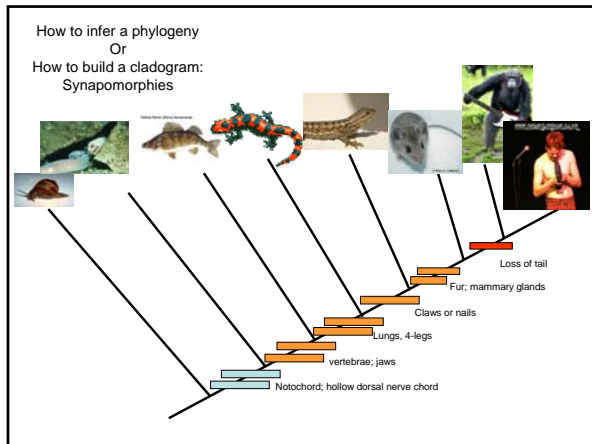 How to infer a phylogeny
Or
How to build a cladogram:
Synapomorphies
Loss of tail
Fur; mammary glands
Claws or nails
Lungs, 4-legs
vertebrae; jaws
Notochord; hollow dorsal nerve chord